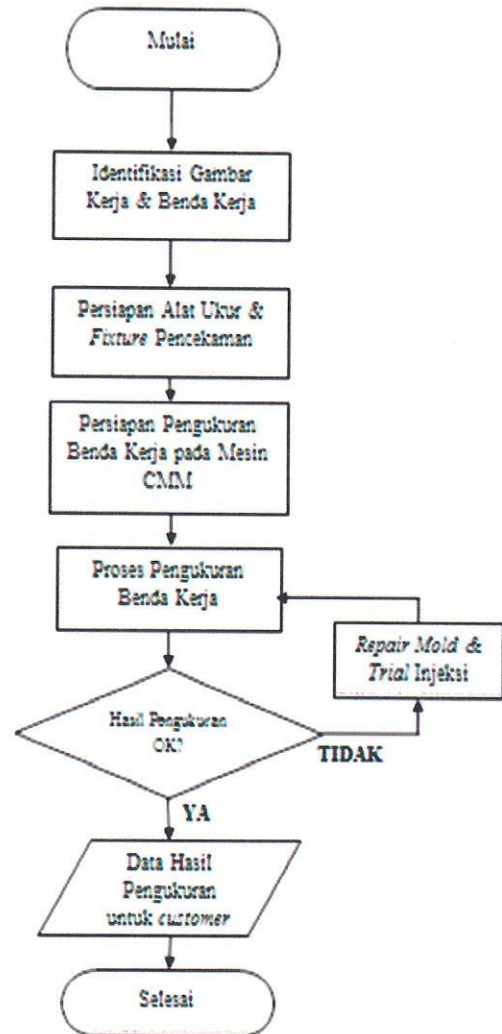 Mulai
Identifikasi Gambar
Kerja & Benda Kerja
Persiapan Alat Ukur &
Fixture Pencekaman
Persiapan Pengukuran
Benda Kerja pada Mesin
CMM
Proses Pengukuran
Benda Kerja
Repair Mold &
Trial Injeksi
Hasil Pengukuran
OK?
TIDAK
YA
Data Hasil
Pengukuran
untuk customer
Selesai